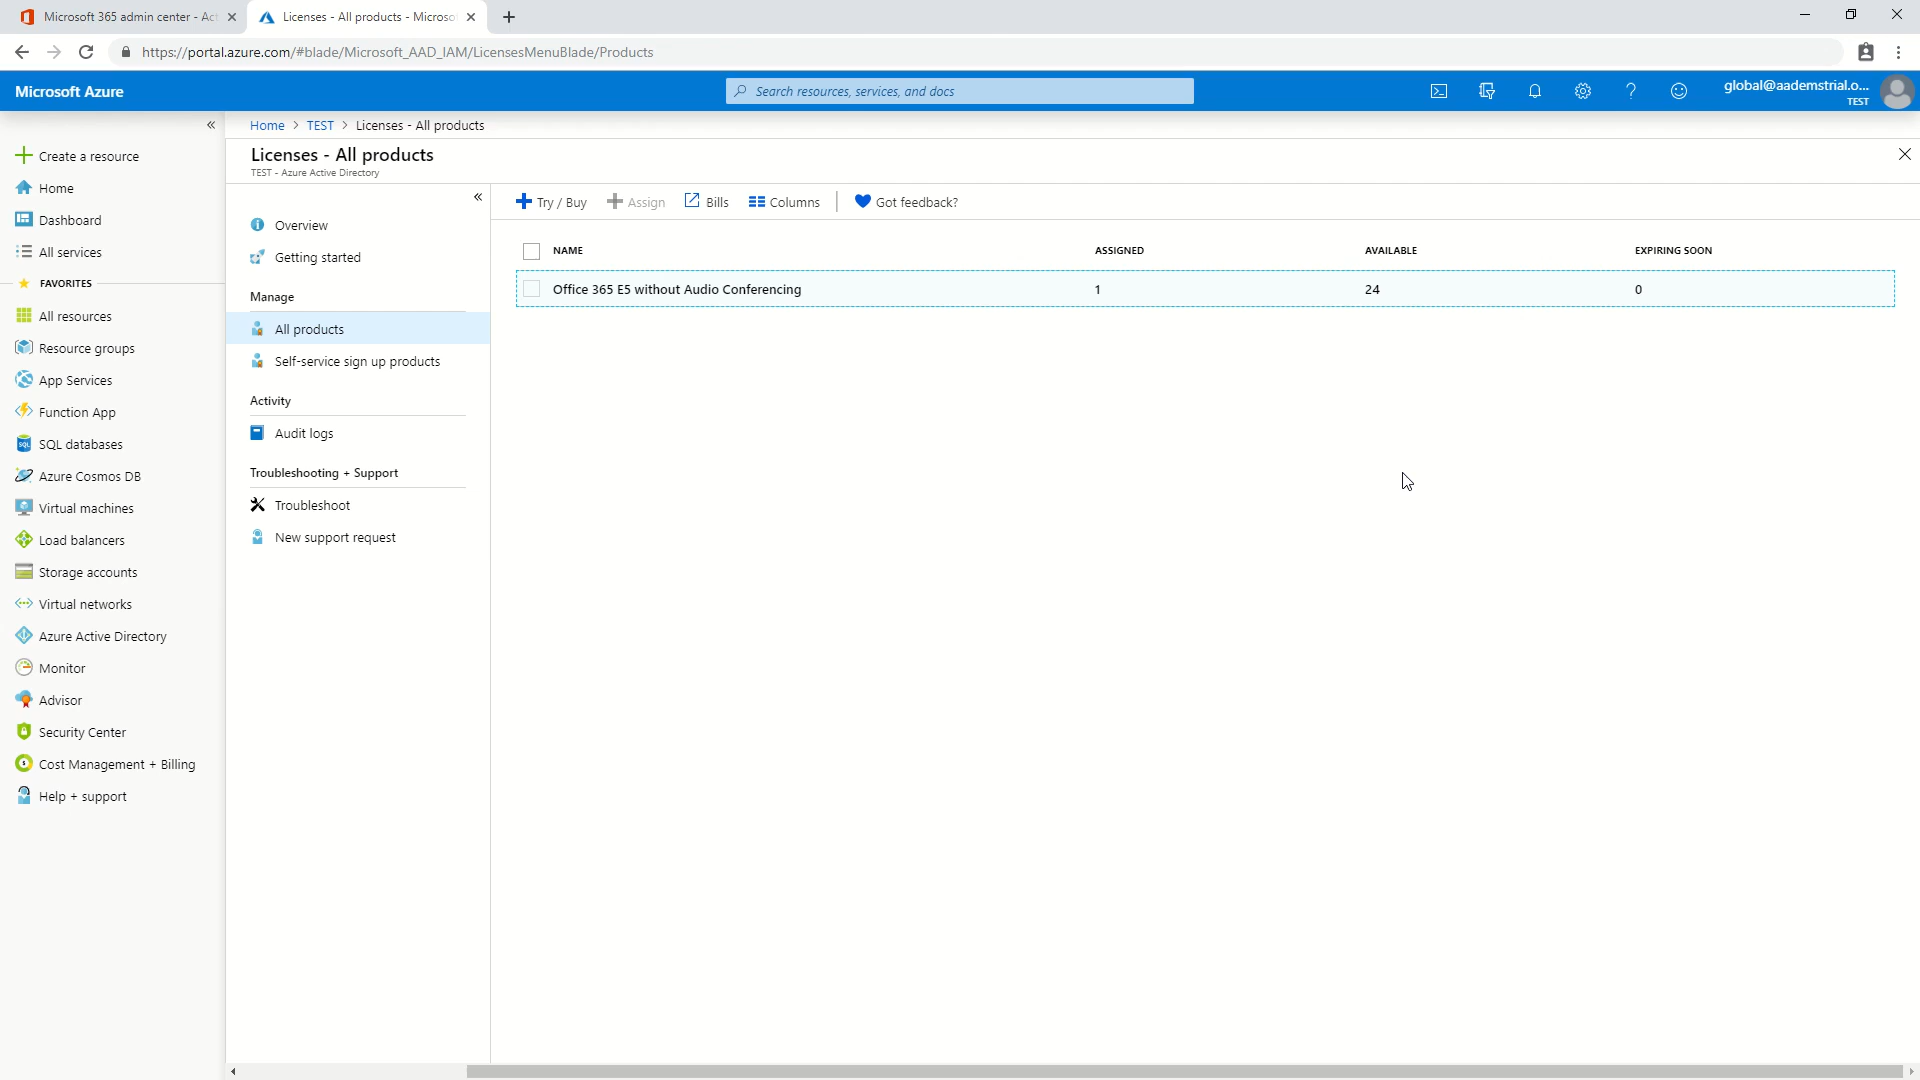 Microsoft 365 admin center - Act
Licenses - All products - Microso
https://portal.azure.com/#blade/Microsoft_AAD_IAM/LicensesMenuBlade/Products
Microsoft Azure
Search resources, services, and docs
global@aademstrial.o...
TEST
Home > TEST > Licenses - All products
Licenses - All products
TEST - Azure Active Directory
Create a resource
Home
Dashboard
All services
FAVORITES
All resources
Resource groups
App Services
Function App
SQL databases
Azure Cosmos DB
Virtual machines
Load balancers
Storage accounts
Virtual networks
Azure Active Directory
Monitor
Advisor
Security Center
Cost Management + Billing
Help + support
Overview
Getting started
Manage
All products
Self-service sign up products
Activity
Audit logs
Troubleshooting + Support
Troubleshoot
New support request
Try / Buy Assign Bills Columns Got feedback?
NAME ASSIGNED AVAILABLE EXPIRING SOON
Office 365 E5 without Audio Conferencing 1 24 0